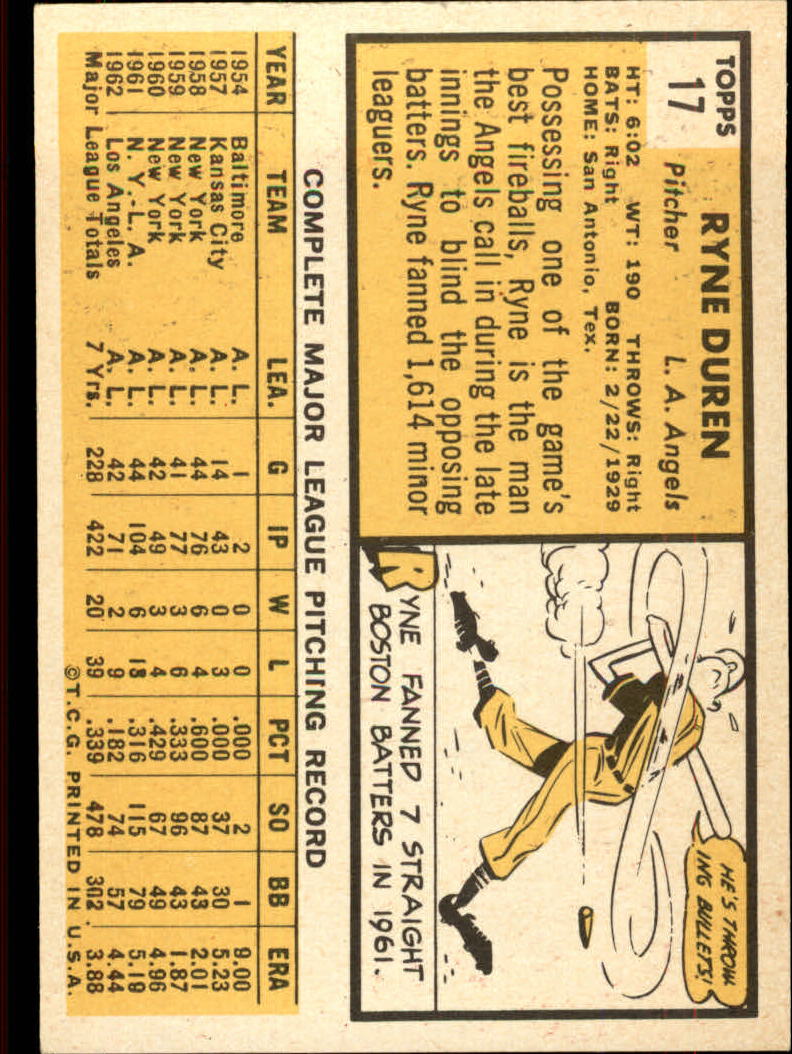 TOPPS
17
RYNE DUREN
Pitcher L. A. Angels
HT: 6:02 WT: 190 THROWS: Right
BATS: Right BORN: 2/22/1929
HOME: San Antonio, Tex.
Possessing one of the game's
best fireballs, Ryne is the man
the Angels call in during the late
innings to blind the opposing
batters. Ryne fanned 1,614 minor
leaguers.
HE'S THROW
ING BULLETS!
RYNE FANNED 7 STRAIGHT
BOSTON BATTERS IN 1961.
COMPLETE MAJOR LEAGUE PITCHING RECORD
YEAR TEAM LEA. G IP W L PCT SO BB ERA
1954 Baltimore A. L. 1 2 0 0 .000 2 1 9.00
1957 Kansas City A. L. 14 43 0 3 .000 37 30 5.23
1958 New York A. L. 44 76 6 4 .600 87 43 2.01
1959 New York A. L. 41 77 3 6 .333 96 43 1.87
1960 New York A. L. 42 49 3 4 .429 67 49 4.96
1961 N. Y.-L. A. A. L. 44 104 6 13 .316 115 79 5.19
1962 Los Angeles A. L. 42 71 2 9 .182 74 57 4.44
Major League Totals 7 Yrs. 228 422 20 39 .339 478 302 3.88
©T.C.G. PRINTED IN U.S.A.